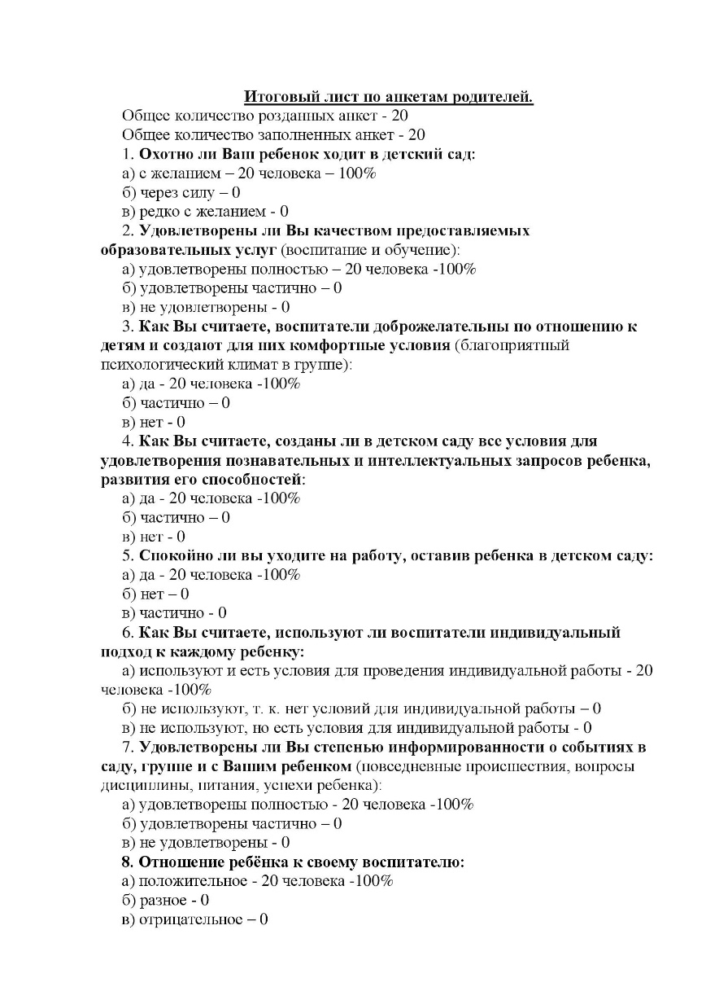 Итоговый лист по анкетам родителей.
Общее количество розданных анкет - 20
Общее количество заполненных анкет - 20
1. Охотно ли Ваш ребенок ходит в детский сад:
а) с желанием – 20 человека – 100%
б) через силу – 0
в) редко с желанием - 0
2. Удовлетворены ли Вы качеством предоставляемых
образовательных услуг (воспитание и обучение):
а) удовлетворены полностью – 20 человека -100%
б) удовлетворены частично – 0
в) не удовлетворены - 0
3. Как Вы считаете, воспитатели доброжелательны по отношению к
детям и создают для них комфортные условия (благоприятный
психологический климат в группе):
а) да - 20 человека -100%
б) частично – 0
в) нет - 0
4. Как Вы считаете, созданы ли в детском саду все условия для
удовлетворения познавательных и интеллектуальных запросов ребенка,
развития его способностей:
а) да - 20 человека -100%
б) частично – 0
в) нет - 0
5. Спокойно ли вы уходите на работу, оставив ребенка в детском саду:
а) да - 20 человека -100%
б) нет – 0
в) частично - 0
6. Как Вы считаете, используют ли воспитатели индивидуальный
подход к каждому ребенку:
а) используют и есть условия для проведения индивидуальной работы - 20
человека -100%
б) не используют, т. к. нет условий для индивидуальной работы – 0
в) не используют, но есть условия для индивидуальной работы - 0
7. Удовлетворены ли Вы степенью информированности о событиях в
саду, группе и с Вашим ребенком (повседневные происшествия, вопросы
дисциплины, питания, успехи ребенка):
а) удовлетворены полностью - 20 человека -100%
б) удовлетворены частично – 0
в) не удовлетворены - 0
8. Отношение ребёнка к своему воспитателю:
а) положительное - 20 человека -100%
б) разное - 0
в) отрицательное – 0